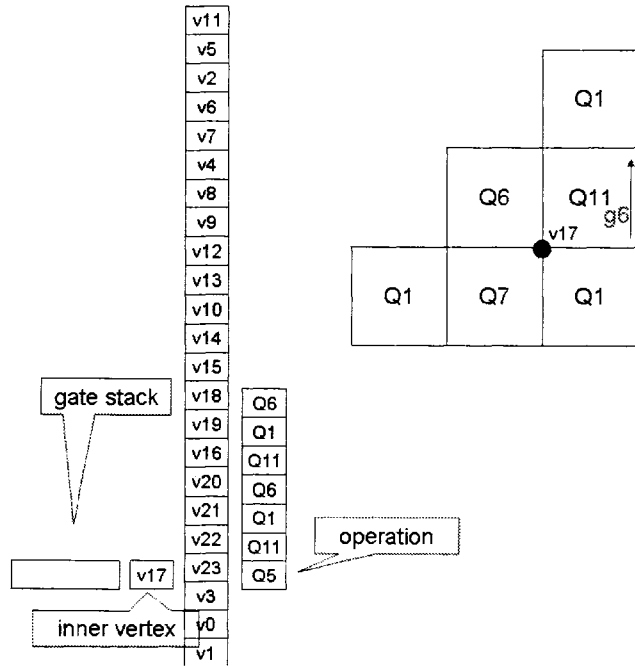 v11
v5
v2
v6
v7
v4
v8
v9
v12
v13
v10
v14
v15
v18
v19
v16
v20
v21
v22
v23
v3
v0
v1
Q6
Q1
Q11
Q6
Q1
Q11
Q5
gate stack
v17
inner vertex
operation
Q1
Q6
Q11
g6
v17
Q1
Q7
Q1